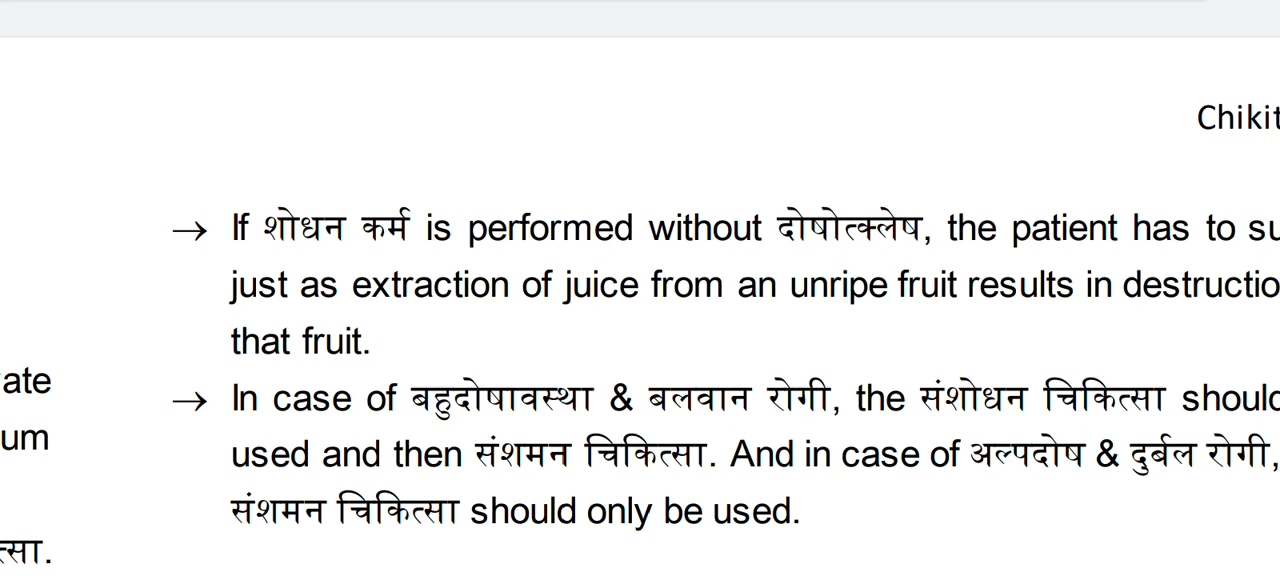 Chikit
→ If शोधन कर्म is performed without दोषोत्क्लेष, the patient has to su
just as extraction of juice from an unripe fruit results in destructio
that fruit.
ate
→ In case of बहुदोषावस्था & बलवान रोगी, the संशोधन चिकित्सा should
um
used and then संशमन चिकित्सा. And in case of अल्पदोष & दुर्बल रोगी,
संशमन चिकित्सा should only be used.
त्सा.